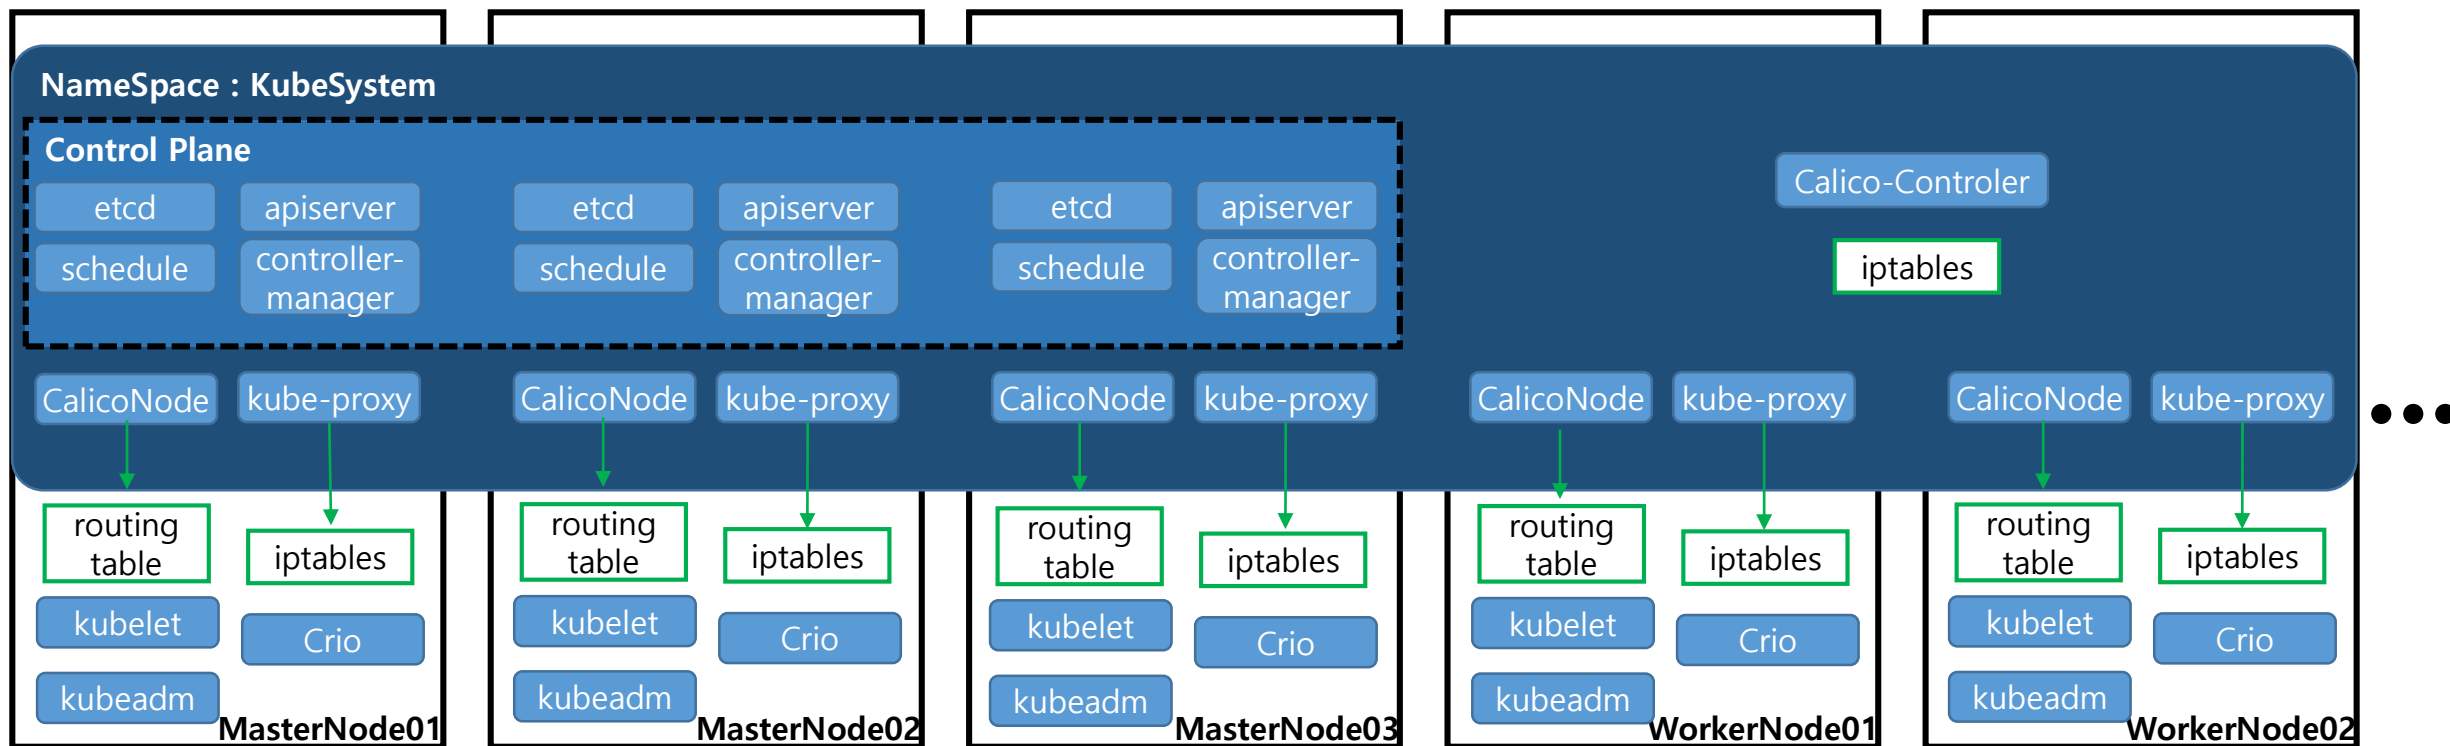 NameSpace : KubeSystem
Control Plane
etcd
apiserver
schedule
controller-
manager
etcd
apiserver
schedule
controller-
manager
etcd
apiserver
schedule
controller-
manager
Calico-Controler
iptables
CalicoNode
kube-proxy
CalicoNode
kube-proxy
CalicoNode
kube-proxy
CalicoNode
kube-proxy
CalicoNode
kube-proxy
routing
table
iptables
kubelet
Crio
kubeadm
MasterNode01
routing
table
iptables
kubelet
Crio
kubeadm
MasterNode02
routing
table
iptables
kubelet
Crio
kubeadm
MasterNode03
routing
table
iptables
kubelet
Crio
kubeadm
WorkerNode01
routing
table
iptables
kubelet
Crio
kubeadm
WorkerNode02